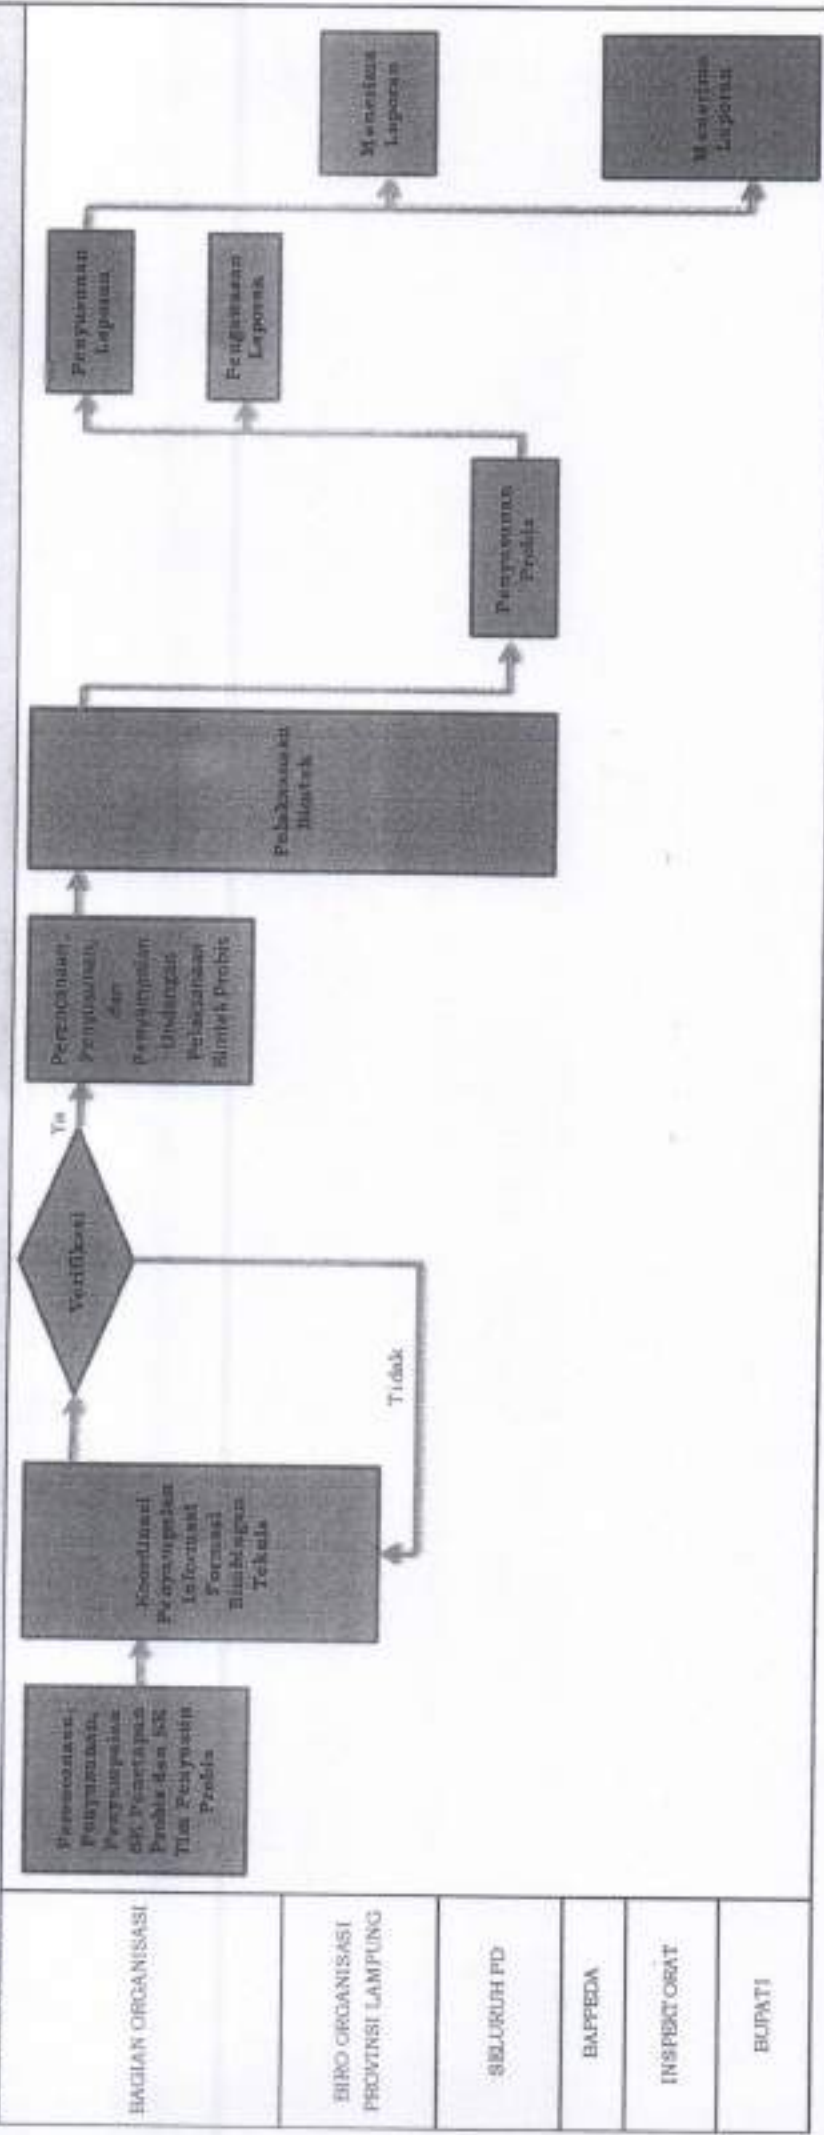 BAGIAN ORGANISASI
BIRO ORGANISASI
PROVINSI LAMPUNG
SELURUH PD
BAPPEDA
INSPEKTORAT
BUPATI
Perencanaan,
Penyusunan,
Penyampaian
SK Penetapan
Probis dan SK
Tim Penyusun
Probis
Koordinasi
Penyampaian
Informasi
Formasi
Bimbingan
Teknis
Verifikasi
Ya
Tidak
Perencanaan,
Penyusunan,
dan
Penyampaian
Undangan
Pelaksanaan
Bimtek Probis
Pelaksanaan
Bimtek
Penyusunan
Probis
Penyusunan
Laporan
Pengawasan
Laporan
Menerima
Laporan
Menerima
Laporan